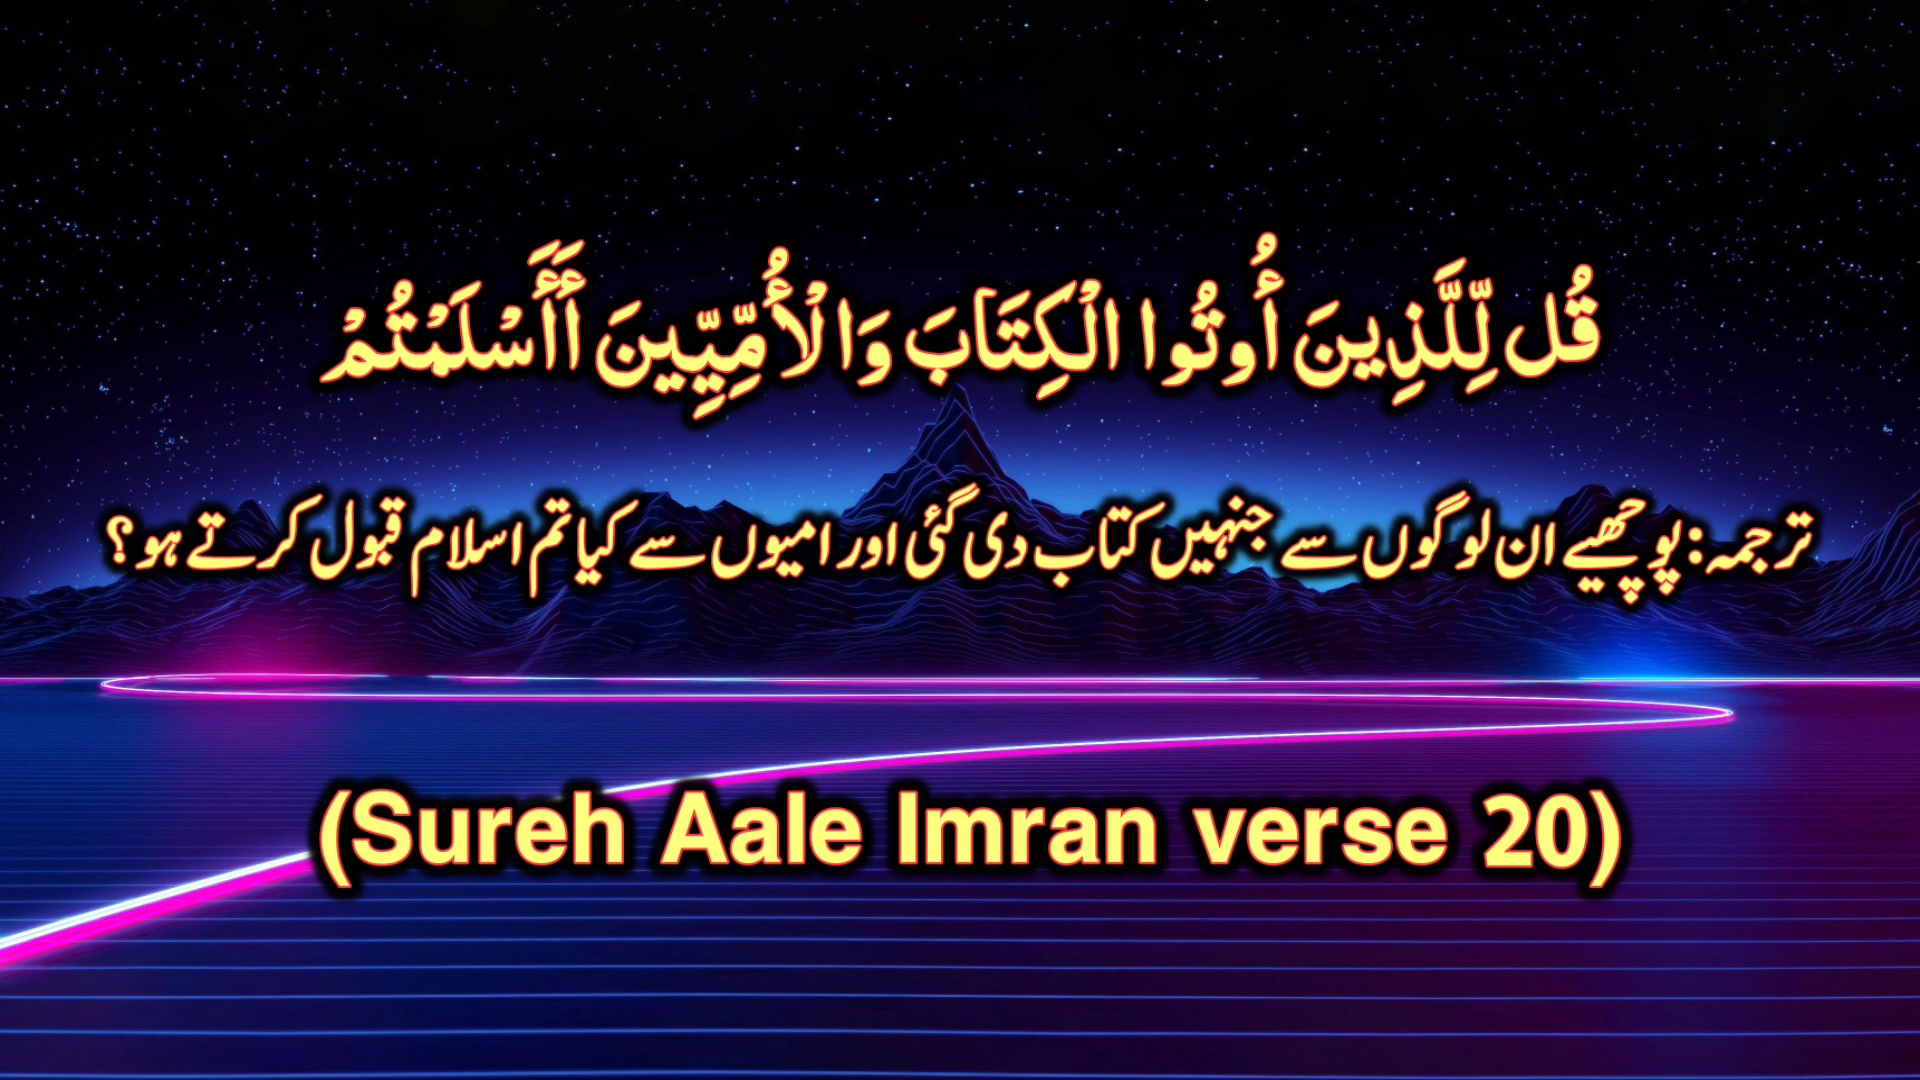 قُل لِّلَّذِينَ أُوتُوا الْكِتَابَ وَالْأُمِّيِّينَ أَأَسْلَمْتُمْ
ترجمہ: پوچھیے ان لوگوں سے جنہیں کتاب دی گئی اور امیوں سے کیا تم اسلام قبول کرتے ہو؟
(Sureh Aale Imran verse 20)